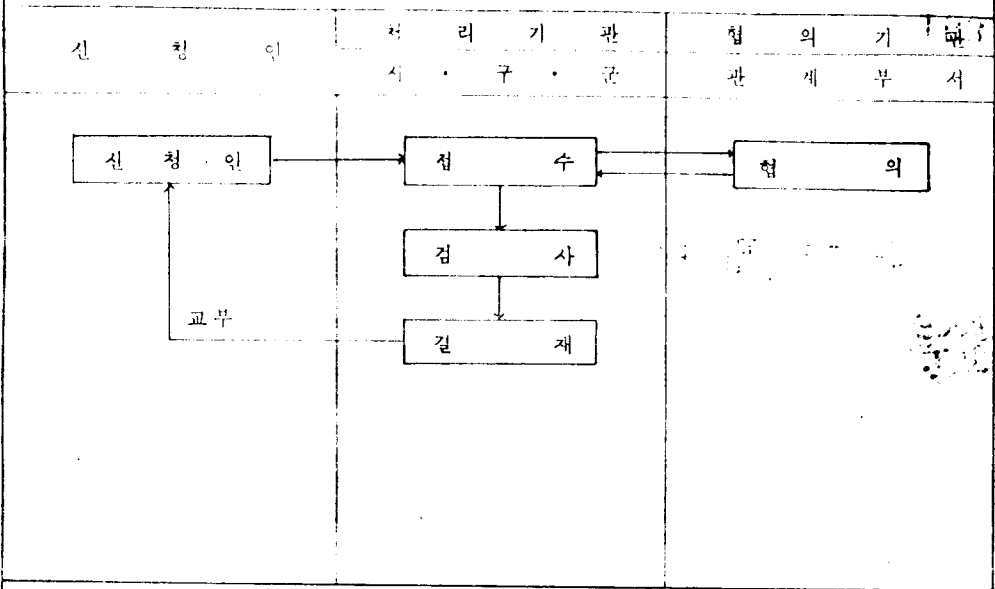 신 청 인
처 리 기 관
시 · 구 · 군
협 의 기 관
관 계 부 서
신 청 · 인
접 수
협 의
검 사
교부
결 재